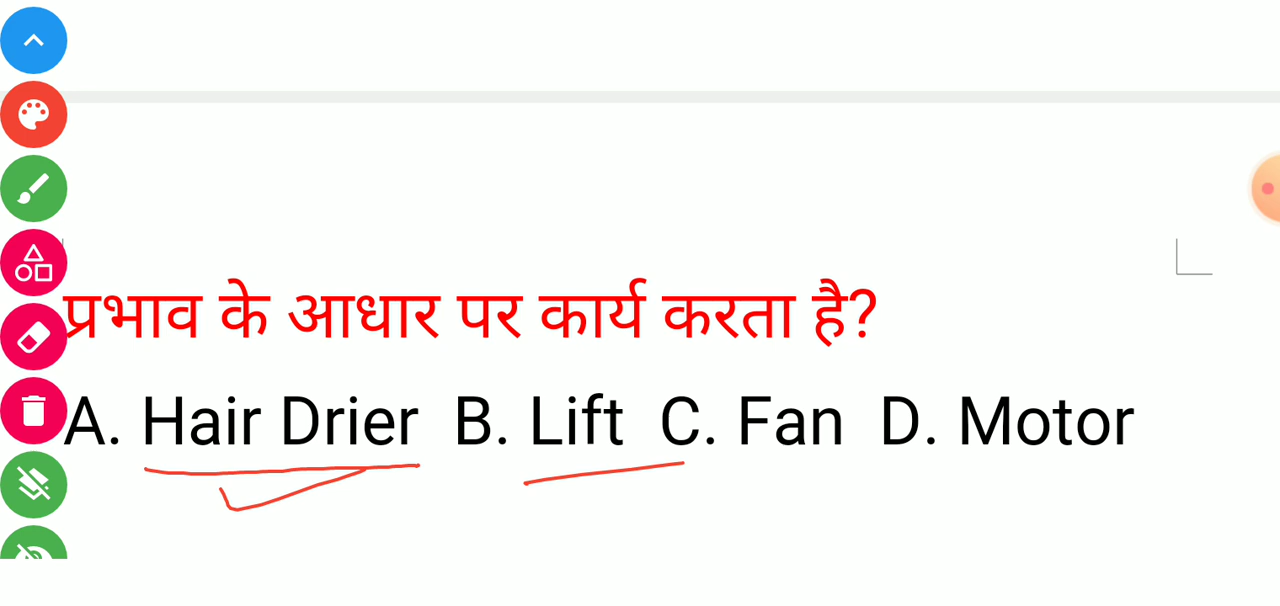 प्रभाव के आधार पर कार्य करता है?
A. Hair Drier B. Lift C. Fan D. Motor